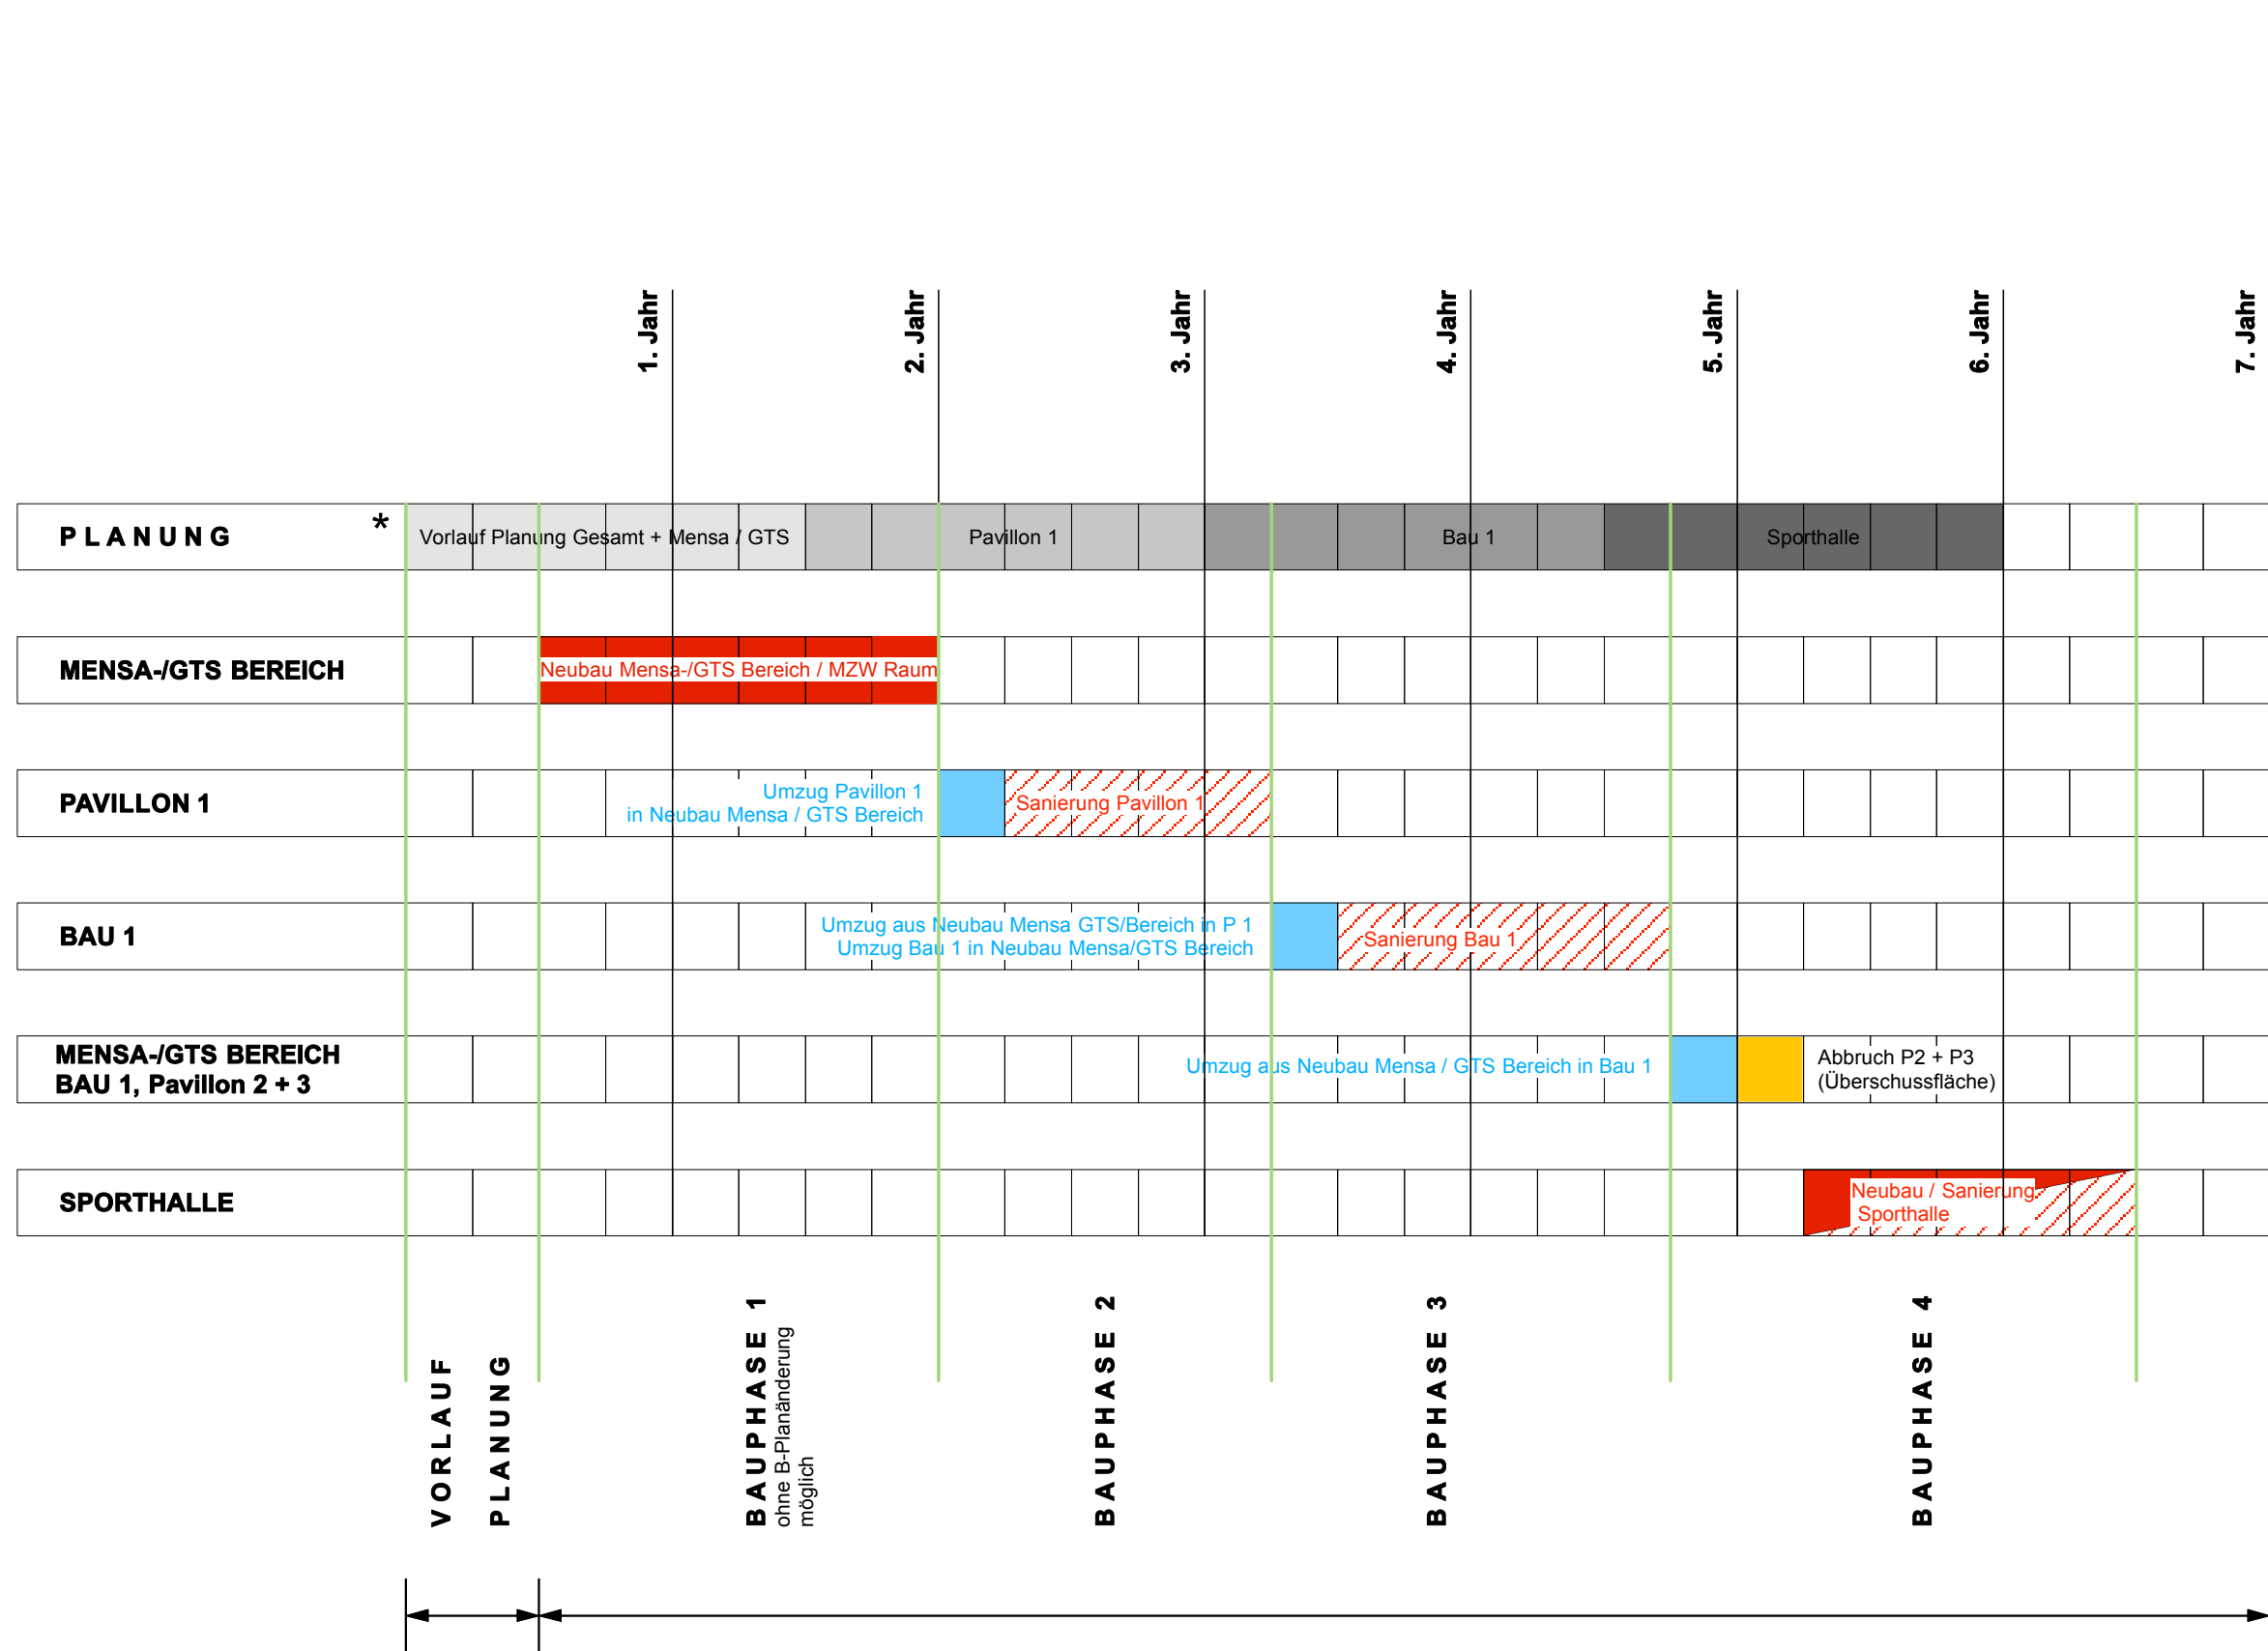 1. Jahr
2. Jahr
3. Jahr
4. Jahr
5. Jahr
6. Jahr
7. Jahr
PLANUNG *
Vorlauf Planung Gesamt + Mensa / GTS
Pavillon 1
Bau 1
Sporthalle
MENSA-/GTS BEREICH
Neubau Mensa-/GTS Bereich / MZW Raum
PAVILLON 1
Umzug Pavillon 1
in Neubau Mensa / GTS Bereich
Sanierung Pavillon 1
BAU 1
Umzug aus Neubau Mensa GTS/Bereich in P 1
Umzug Bau 1 in Neubau Mensa/GTS Bereich
Sanierung Bau 1
MENSA-/GTS BEREICH
BAU 1, Pavillon 2 + 3
Umzug aus Neubau Mensa / GTS Bereich in Bau 1
Abbruch P2 + P3
(Überschussfläche)
SPORTHALLE
Neubau / Sanierung
Sporthalle
VORLAUF
PLANUNG
BAUPHASE 1
ohne B-Planänderung
möglich
BAUPHASE 2
BAUPHASE 3
BAUPHASE 4